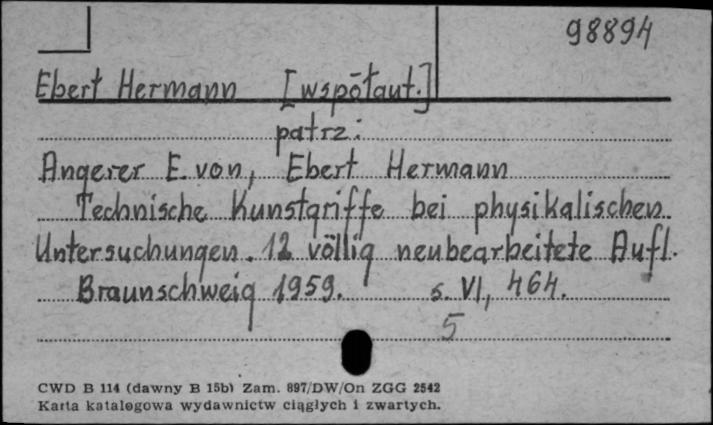 98894
Ebert Hermann [współaut.]
patrz:
Angerer E. von, Ebert Hermann
Technische Kunstgriffe bei physikalischen
Untersuchungen. 12 völlig neubearbeitete Aufl.
Braunschweig 1959. s. VI, 464.
5
CWD B 114 (dawny B 15b) Zam. 897/DW/On ZGG 2542
Karta katalogowa wydawnictw ciągłych i zwartych.